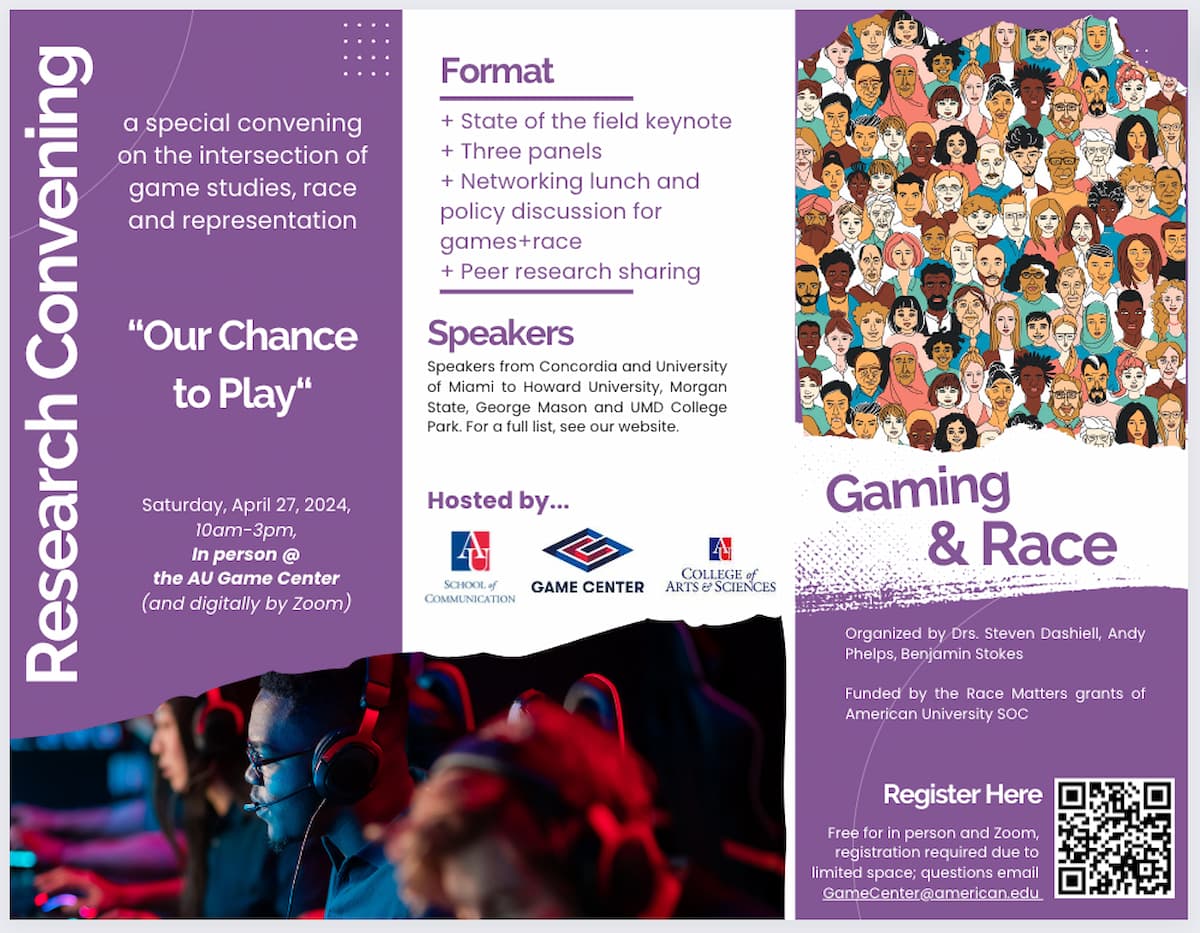 Research Convening
a special convening
on the intersection of
game studies, race
and representation
“Our Chance
to Play“
Saturday, April 27, 2024,
10am-3pm,
In person @
the AU Game Center
(and digitally by Zoom)
Format
+ State of the field keynote
+ Three panels
+ Networking lunch and
policy discussion for
games+race
+ Peer research sharing
Speakers
Speakers from Concordia and University
of Miami to Howard University, Morgan
State, George Mason and UMD College
Park. For a full list, see our website.
Hosted by...
AU
SCHOOL of
COMMUNICATION
GAME CENTER
AU
COLLEGE of
ARTS & SCIENCES
Gaming
& Race
Organized by Drs. Steven Dashiell, Andy
Phelps, Benjamin Stokes
Funded by the Race Matters grants of
American University SOC
Register Here
Free for in person and Zoom,
registration required due to
limited space; questions email
GameCenter@american.edu